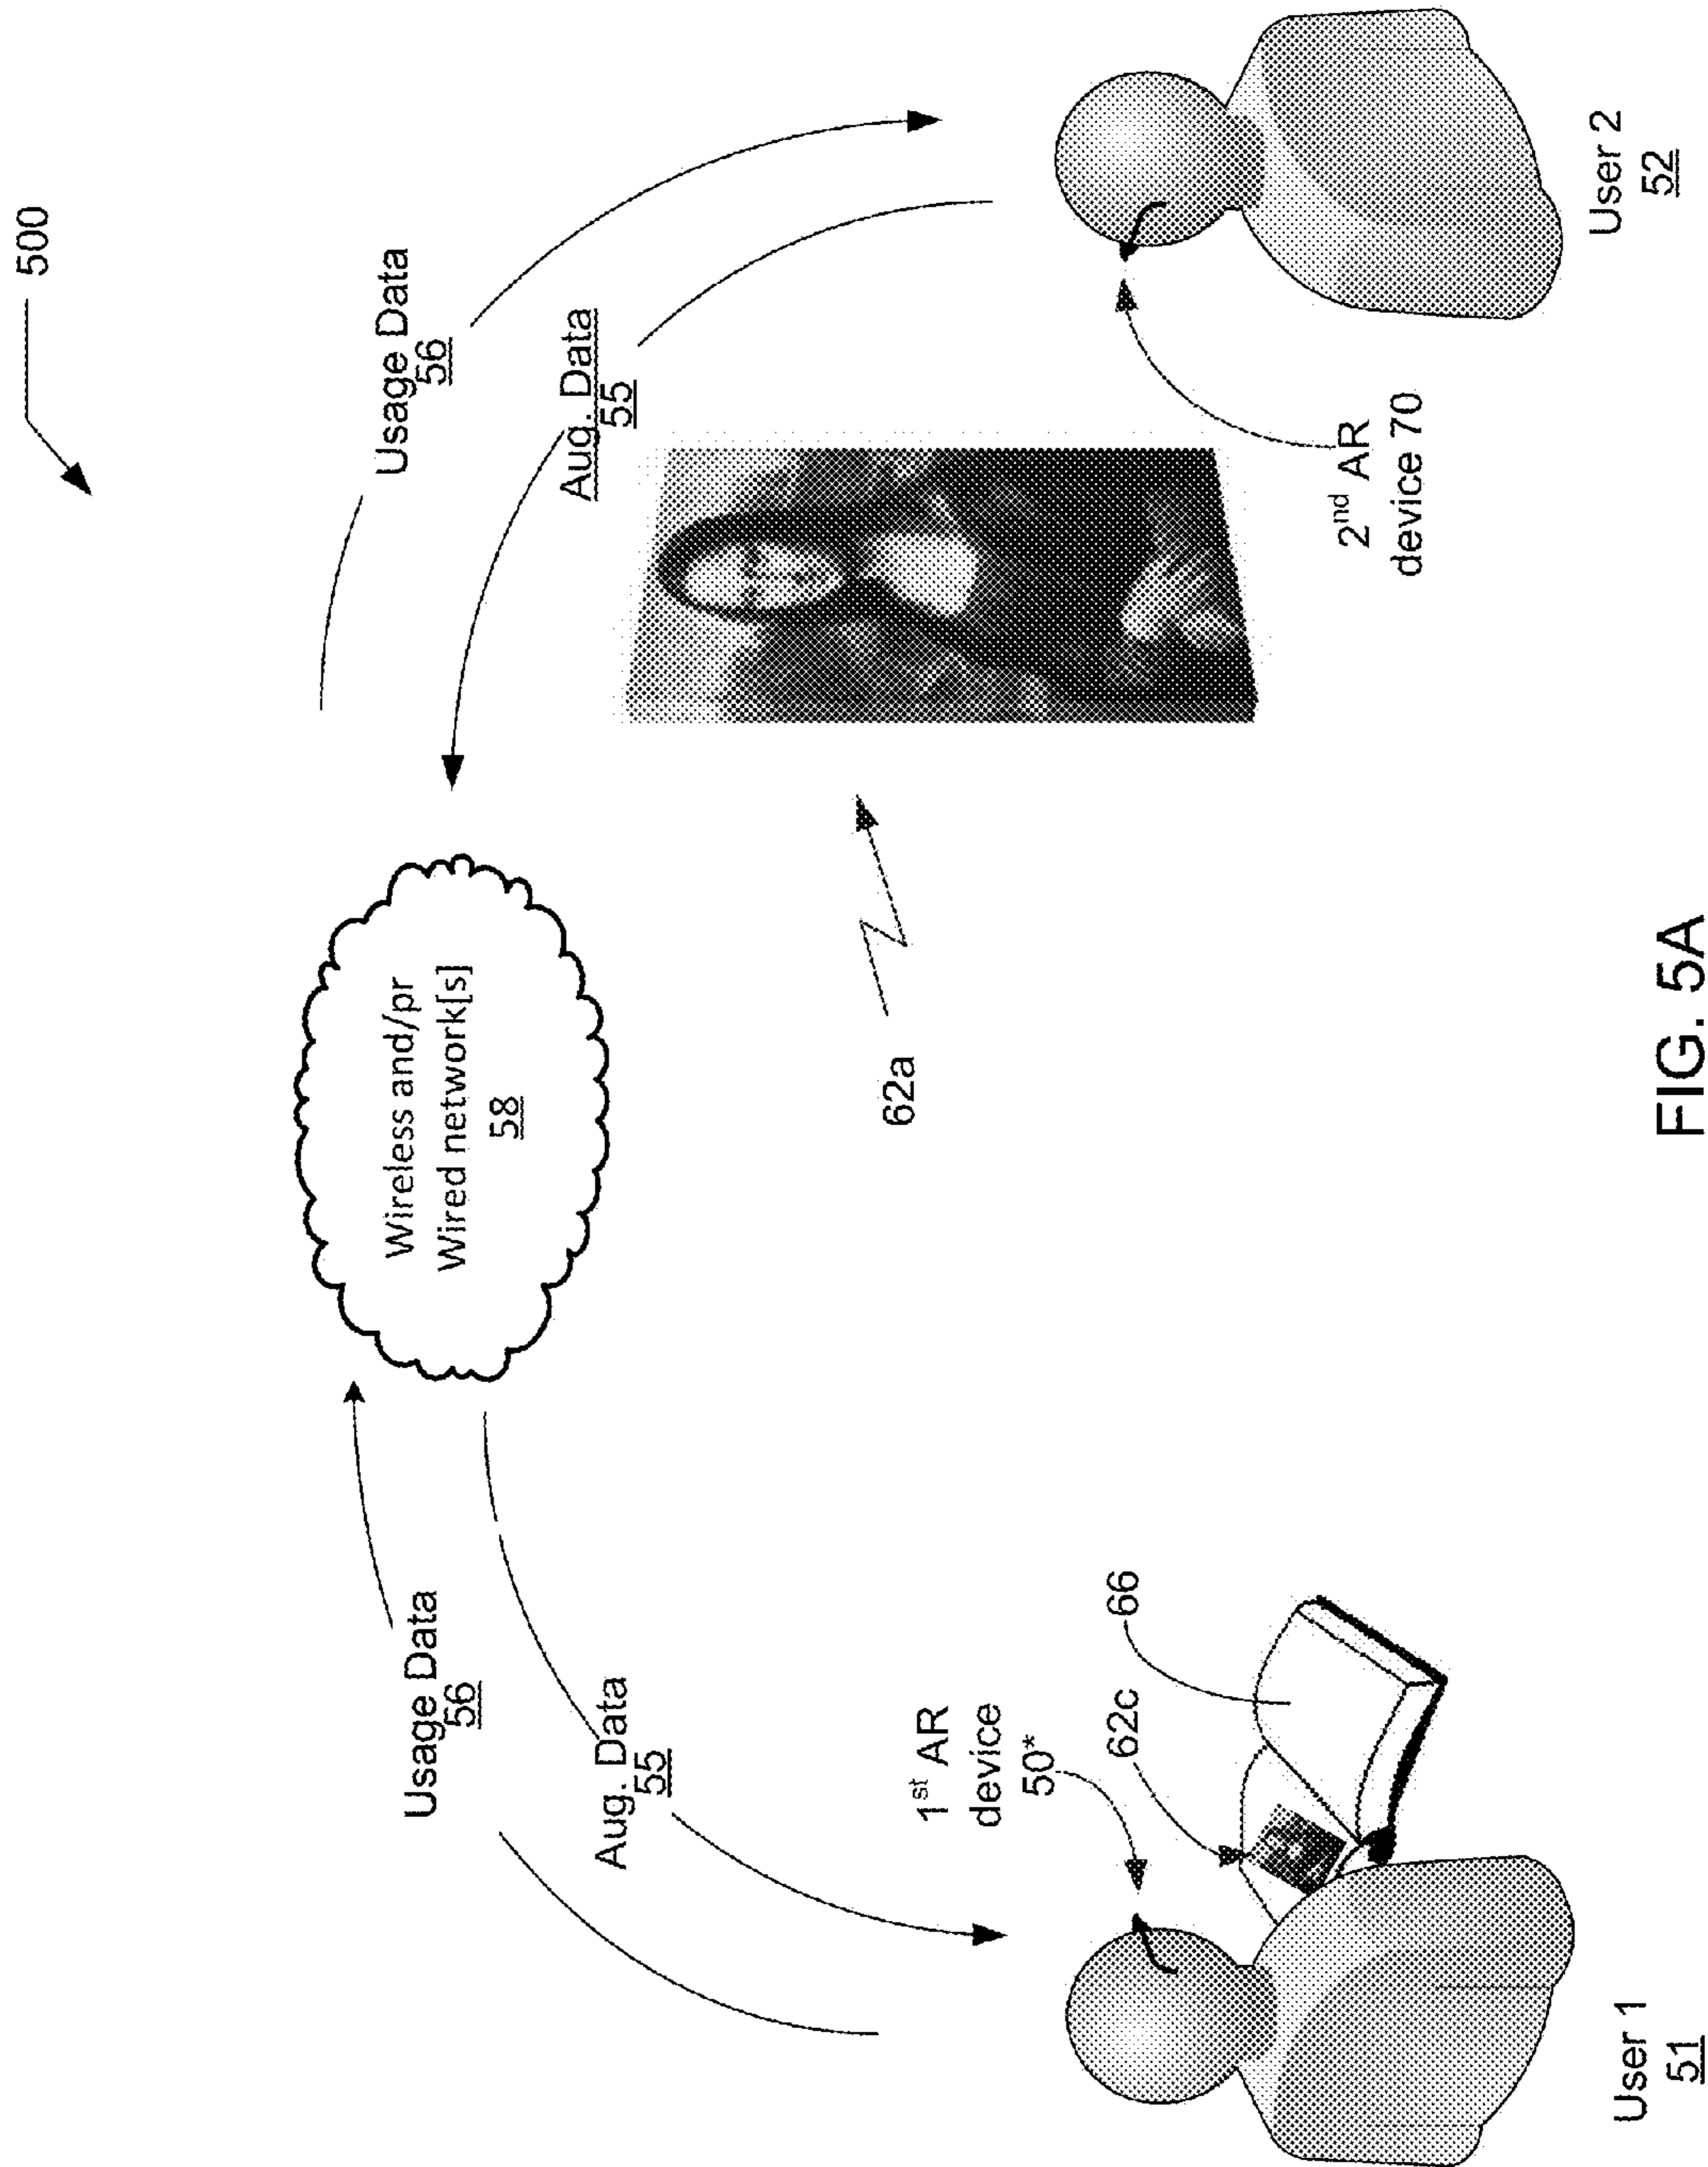 500
Usage Data
56
Aug. Data
55
Wireless and/pr
Wired network[s]
58
Usage Data
56
Aug. Data
55
1st AR
device
50*
62c
66
62a
2nd AR
device 70
User 1
51
User 2
52
FIG. 5A